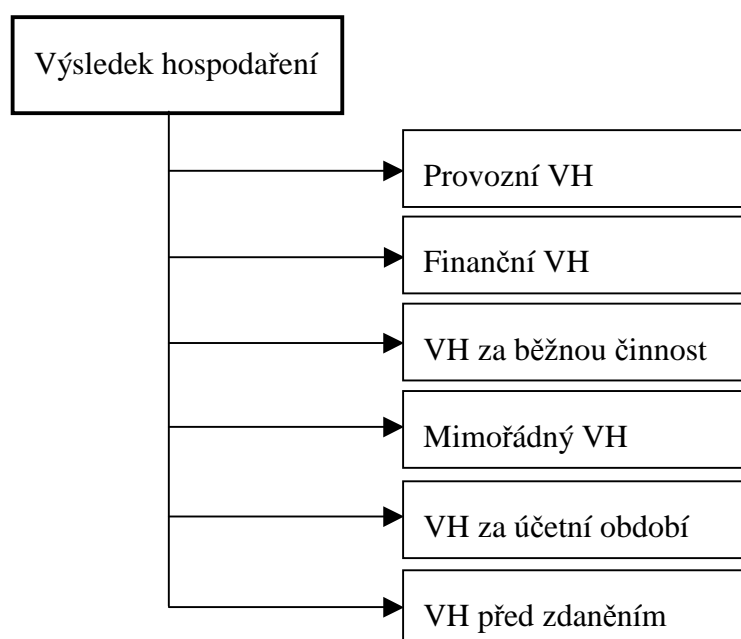 Výsledek hospodaření
Provozní VH
Finanční VH
VH za běžnou činnost
Mimořádný VH
VH za účetní období
VH před zdaněním